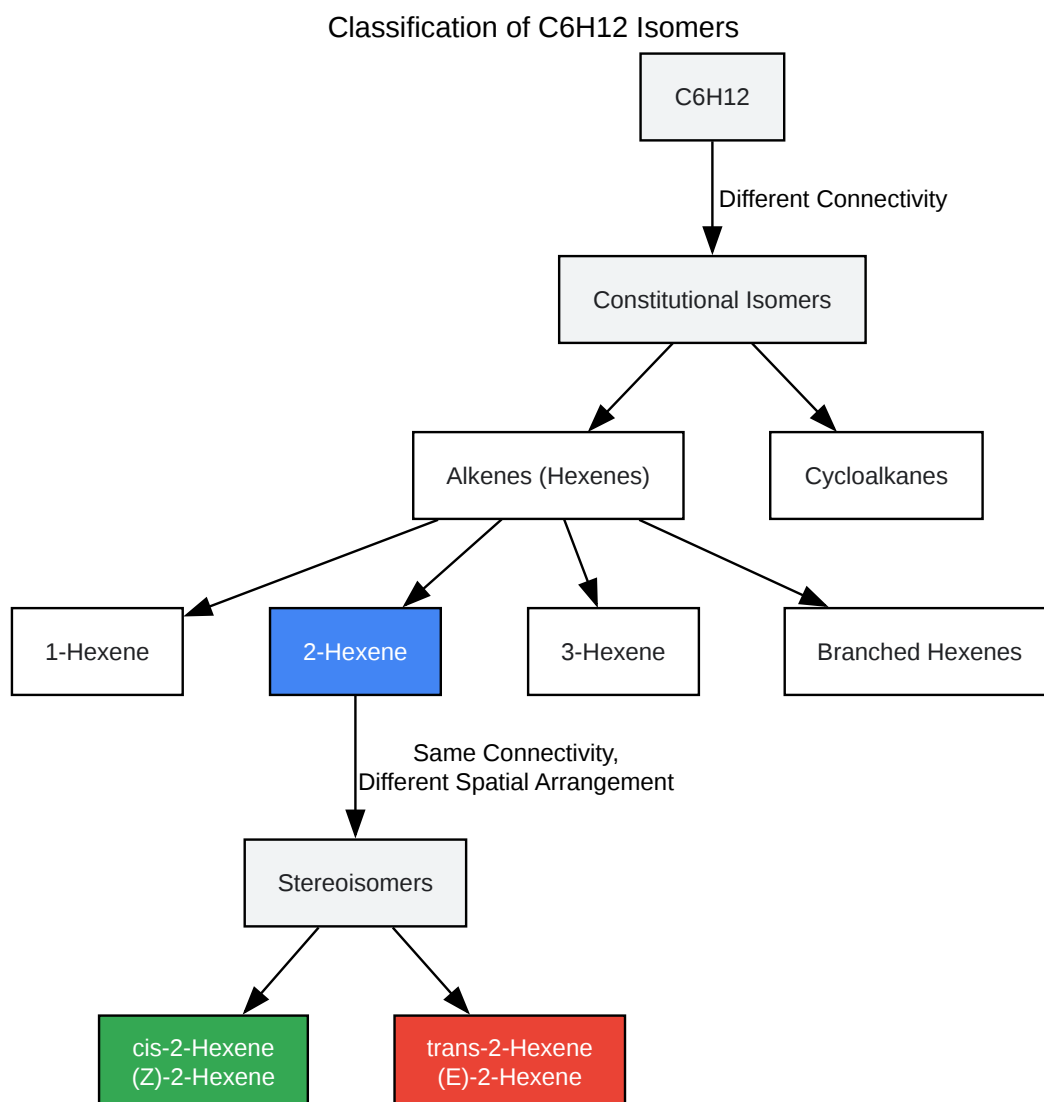 Classification of C6H12 Isomers
C6H12
Different Connectivity
Constitutional Isomers
Alkenes (Hexenes)
Cycloalkanes
1-Hexene
2-Hexene
3-Hexene
Branched Hexenes
Same Connectivity,
Different Spatial Arrangement
Stereoisomers
cis-2-Hexene
(Z)-2-Hexene
trans-2-Hexene
(E)-2-Hexene